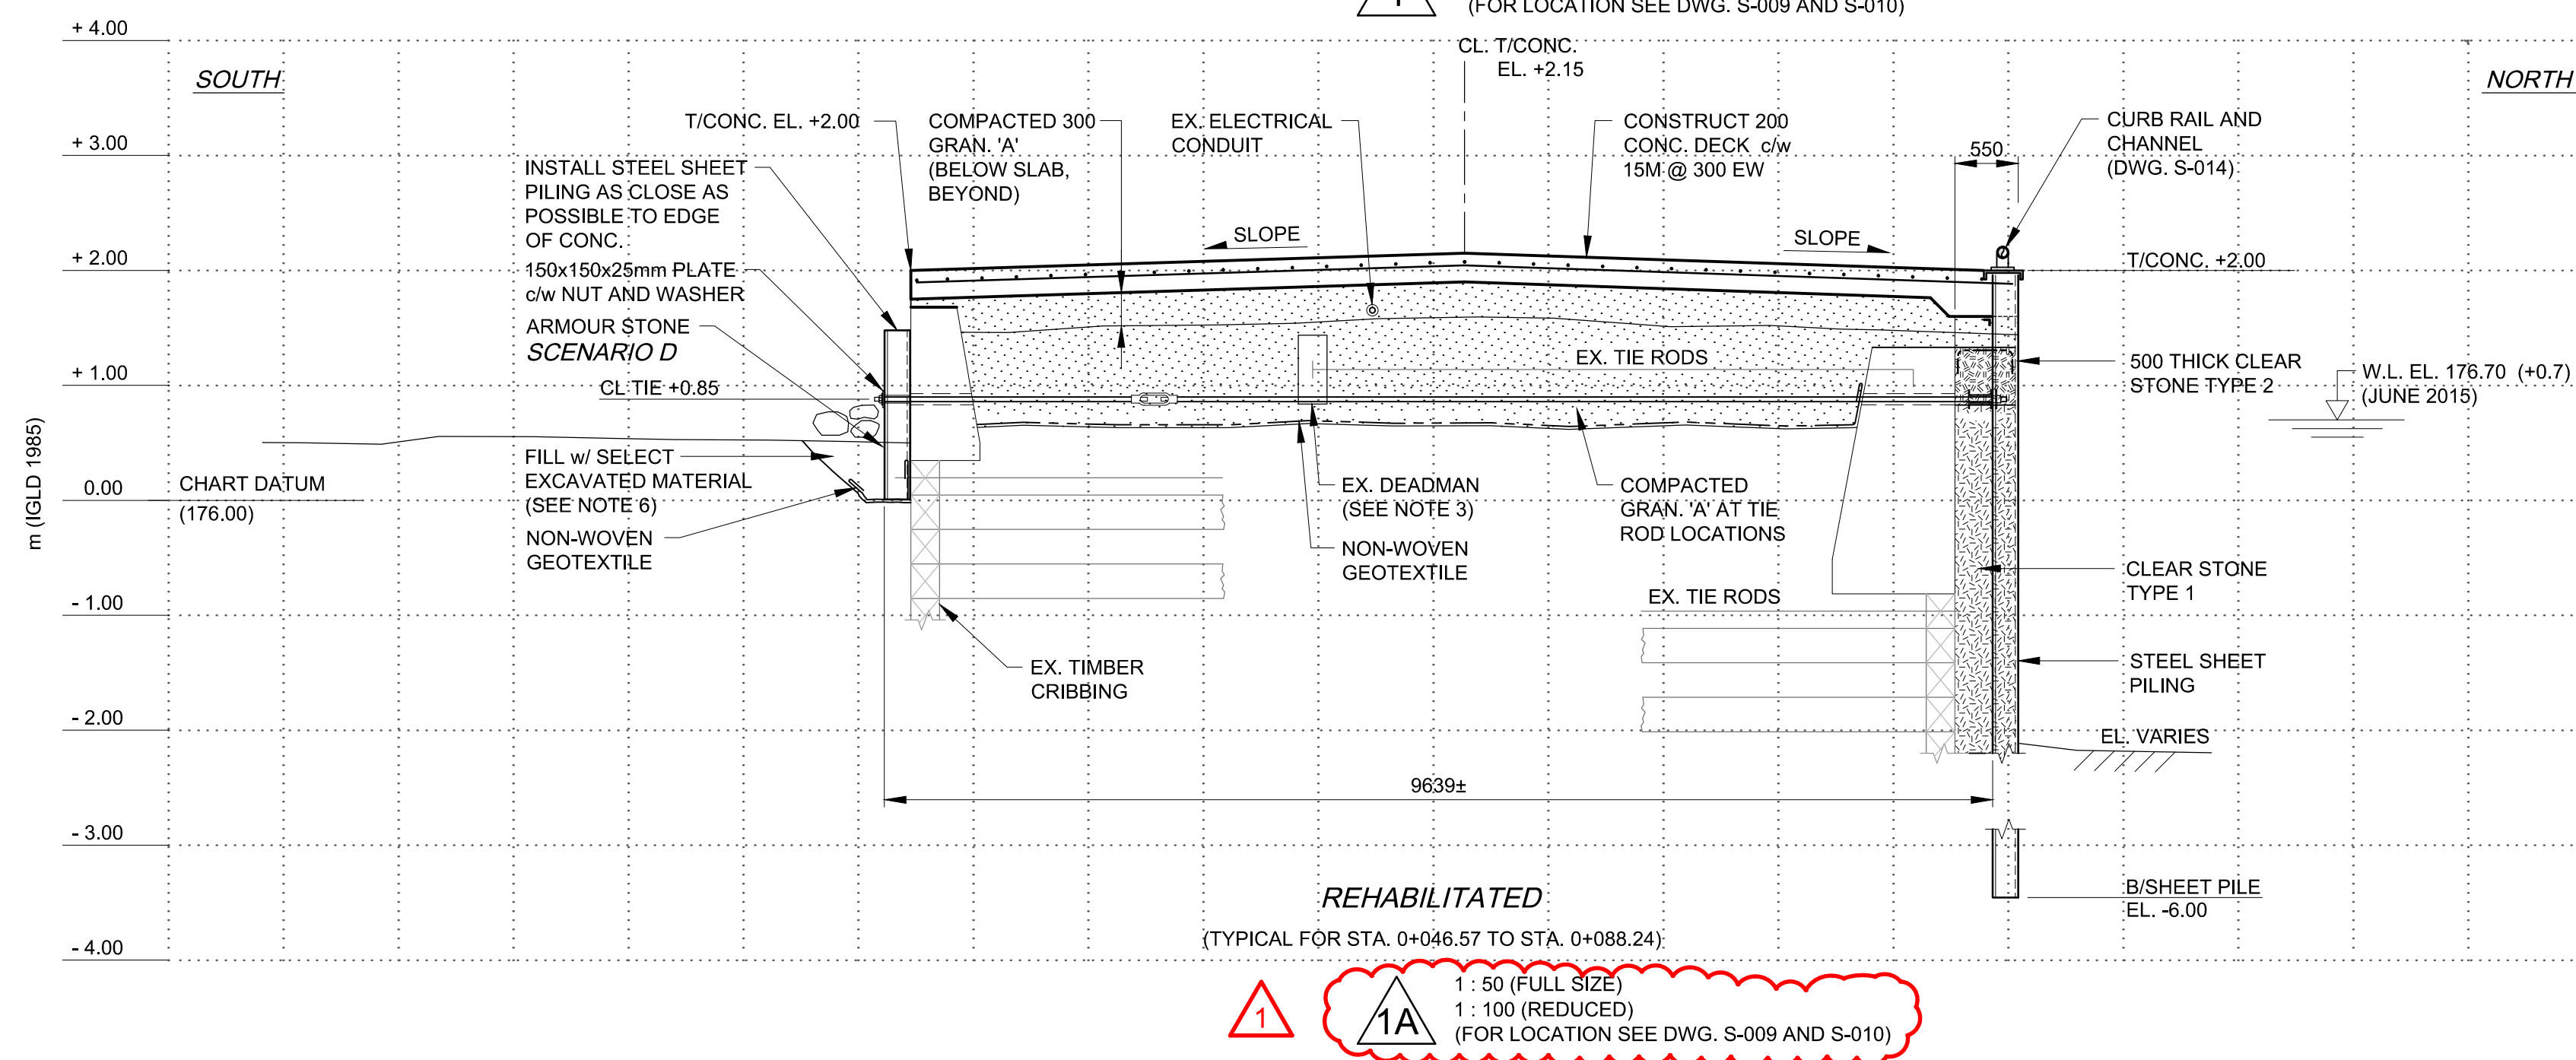 (FOR LOCATION SEE DWG. S-009 AND S-010)
+ 4.00
CL. T/CONC.
EL. +2.15
SOUTH
NORTH
T/CONC. EL. +2.00
COMPACTED 300
GRAN. 'A'
(BELOW SLAB,
BEYOND)
EX. ELECTRICAL
CONDUIT
CONSTRUCT 200
CONC. DECK c/w
15M @ 300 EW
CURB RAIL AND
CHANNEL
(DWG. S-014)
550
+ 3.00
INSTALL STEEL SHEET
PILING AS CLOSE AS
POSSIBLE TO EDGE
OF CONC.
SLOPE
SLOPE
+ 2.00
150x150x25mm PLATE
c/w NUT AND WASHER
T/CONC. +2.00
ARMOUR STONE
SCENARIO D
EX. TIE RODS
500 THICK CLEAR
STONE TYPE 2
W.L. EL. 176.70 (+0.7)
(JUNE 2015)
+ 1.00
CL TIE +0.85
m (IGLD 1985)
FILL w/ SELECT
EXCAVATED MATERIAL
(SEE NOTE 6)
0.00
CHART DATUM
(176.00)
EX. DEADMAN
(SEE NOTE 3)
COMPACTED
GRAN. 'A' AT TIE
ROD LOCATIONS
NON-WOVEN
GEOTEXTILE
NON-WOVEN
GEOTEXTILE
CLEAR STONE
TYPE 1
- 1.00
EX. TIE RODS
EX. TIMBER
CRIBBING
STEEL SHEET
PILING
- 2.00
EL. VARIES
9639±
- 3.00
B/SHEET PILE
EL. -6.00
REHABILITATED
(TYPICAL FOR STA. 0+046.57 TO STA. 0+088.24)
- 4.00
1
1A
1 : 50 (FULL SIZE)
1 : 100 (REDUCED)
(FOR LOCATION SEE DWG. S-009 AND S-010)